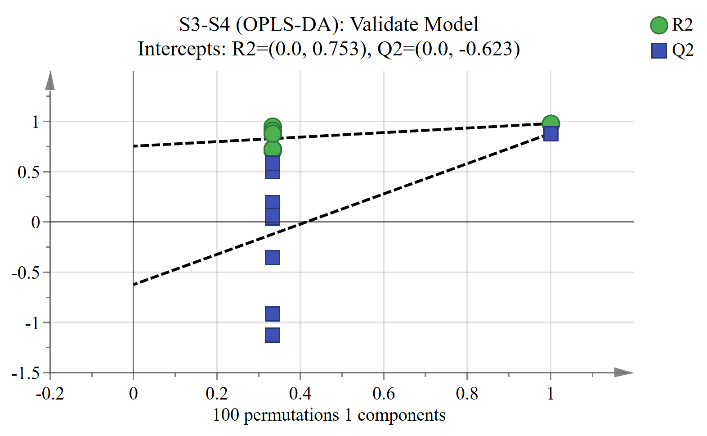 S3-S4 (OPLS-DA): Validate Model
Intercepts: R2=(0.0, 0.753), Q2=(0.0, -0.623)
R2
Q2
1
0.5
0
-0.5
-1
-1.5
-0.2
0
0.2
0.4
0.6
0.8
1
100 permutations 1 components